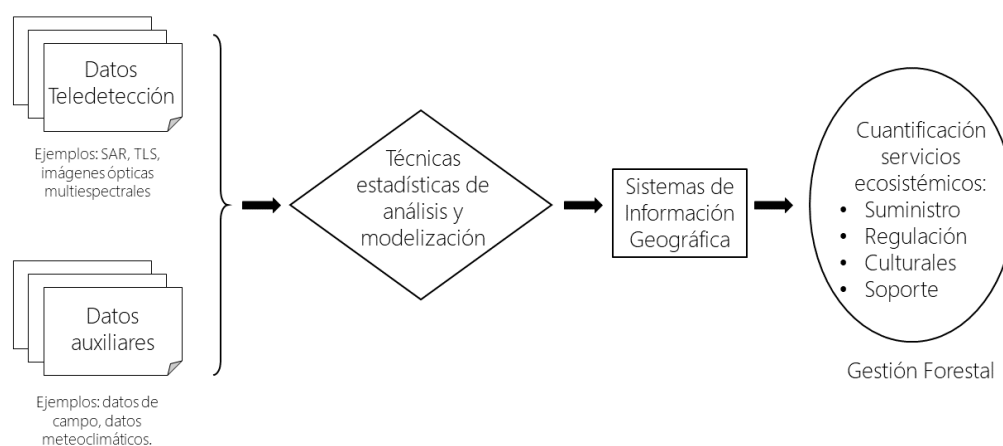 Datos
Teledetección
Ejemplos: SAR, TLS,
imágenes ópticas
multiespectrales
Datos
auxiliares
Ejemplos: datos de
campo, datos
meteoclimáticos.
Técnicas
estadísticas de
análisis y
modelización
Sistemas de
Información
Geográfica
Cuantificación
servicios
ecosistémicos:
• Suministro
• Regulación
• Culturales
• Soporte
Gestión Forestal